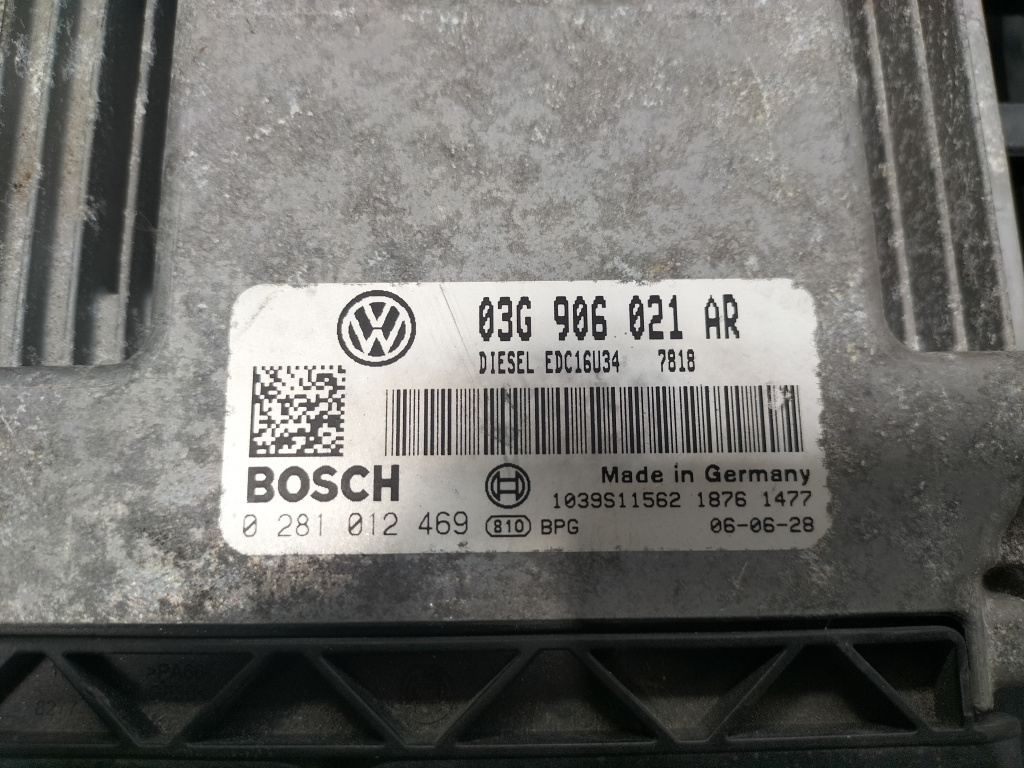 03G 906 021 AR
DIESEL EDC16U34 7818
BOSCH
Made in Germany
1039S11562 1876 1477
0 281 012 469 810 BPG 06-06-28
>PA66